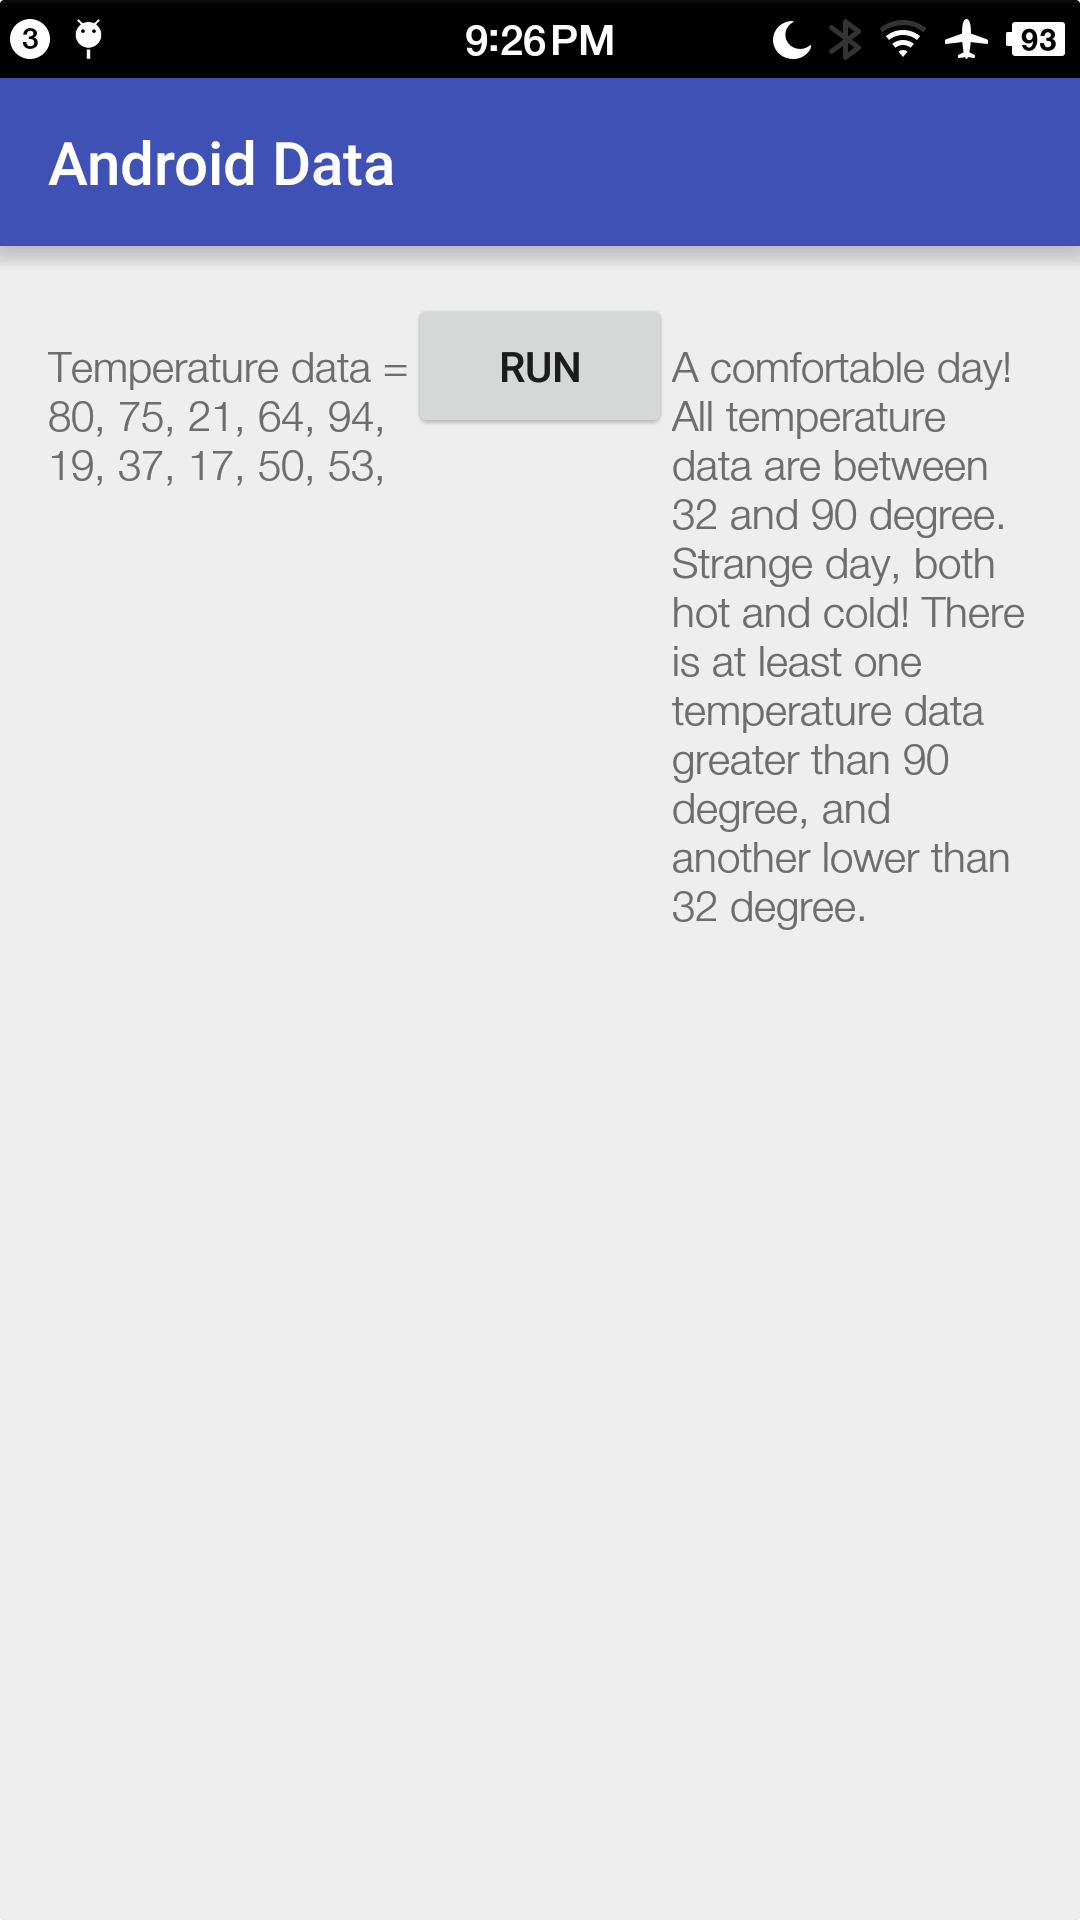 3
9:26 PM
93
Android Data
Temperature data =
80, 75, 21, 64, 94,
19, 37, 17, 50, 53,
RUN
A comfortable day!
All temperature
data are between
32 and 90 degree.
Strange day, both
hot and cold! There
is at least one
temperature data
greater than 90
degree, and
another lower than
32 degree.